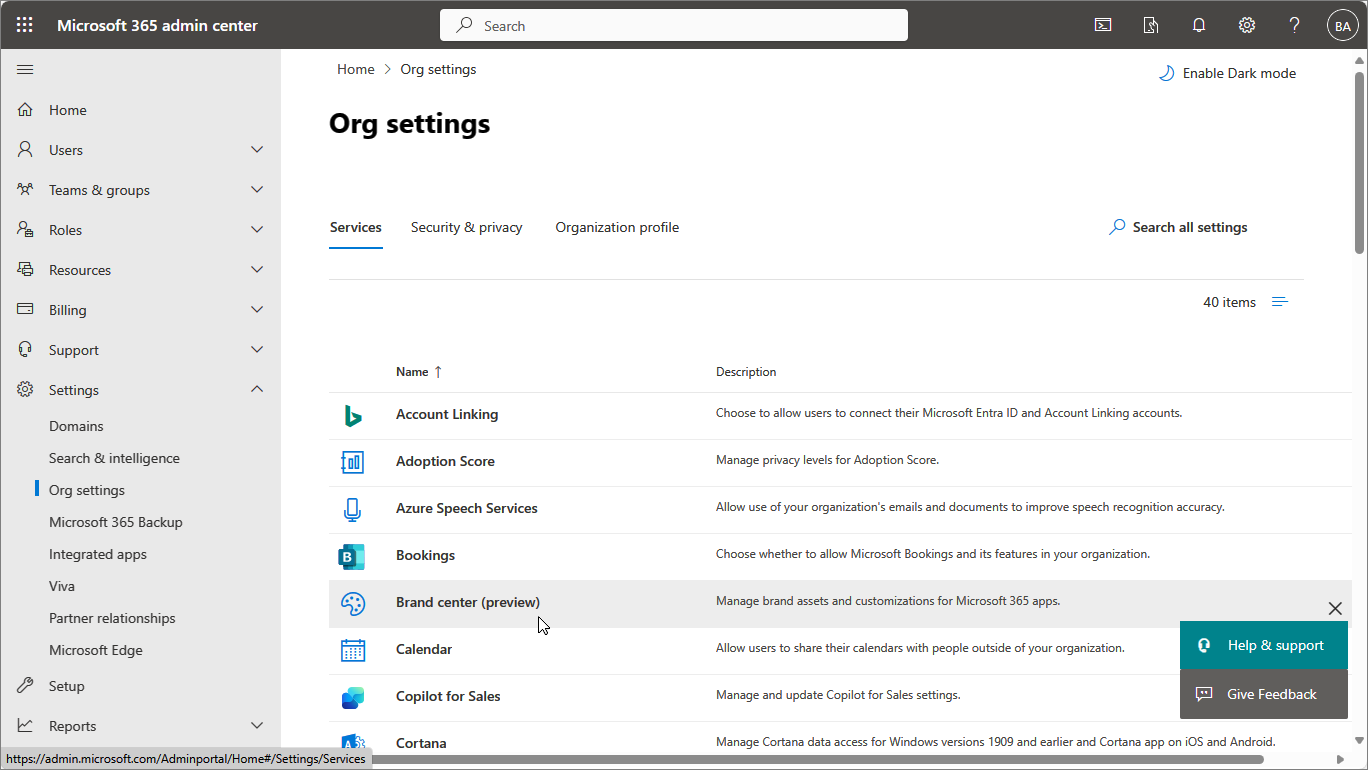 Microsoft 365 admin center
Search
BA
Home > Org settings
Enable Dark mode
Home
Users
Teams & groups
Roles
Resources
Billing
Support
Settings
Domains
Search & intelligence
Org settings
Microsoft 365 Backup
Integrated apps
Viva
Partner relationships
Microsoft Edge
Setup
Reports
Org settings
Services Security & privacy Organization profile
Search all settings
40 items
Name ↑ Description
Account Linking Choose to allow users to connect their Microsoft Entra ID and Account Linking accounts.
Adoption Score Manage privacy levels for Adoption Score.
Azure Speech Services Allow use of your organization's emails and documents to improve speech recognition accuracy.
Bookings Choose whether to allow Microsoft Bookings and its features in your organization.
Brand center (preview) Manage brand assets and customizations for Microsoft 365 apps.
Calendar Allow users to share their calendars with people outside of your organization.
Copilot for Sales Manage and update Copilot for Sales settings.
Cortana Manage Cortana data access for Windows versions 1909 and earlier and Cortana app on iOS and Android.
Help & support
Give Feedback
https://admin.microsoft.com/Adminportal/Home#/Settings/Services